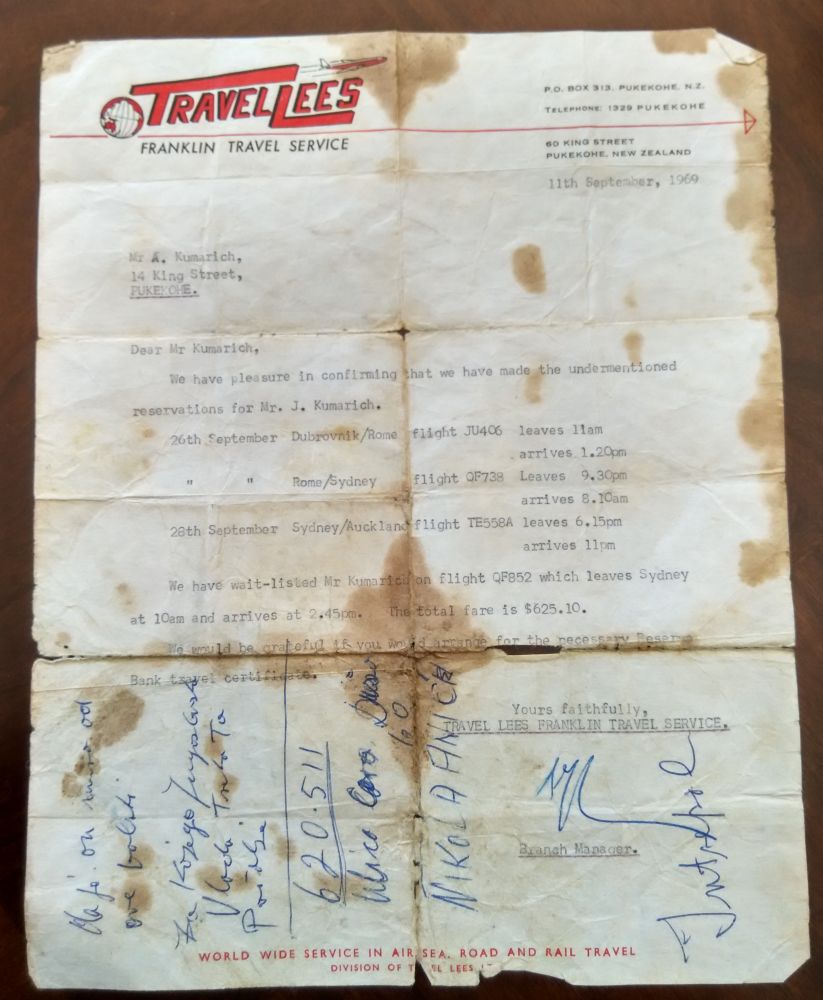 TRAVEL LEES
FRANKLIN TRAVEL SERVICE
P.O. BOX 313, PUKEKOHE, N.Z.
TELEPHONE: 1329 PUKEKOHE
60 KING STREET
PUKEKOHE, NEW ZEALAND
11th September, 1969
Mr A. Kumarich,
14 King Street,
PUKEKOHE.
Dear Mr Kumarich,
We have pleasure in confirming that we have made the undermentioned
reservations for Mr. J. Kumarich.
26th September Dubrovnik/Rome flight JU406 leaves 11am
arrives 1.20pm
" " Rome/Sydney flight QF738 Leaves 9.30pm
arrives 8.10am
28th September Sydney/Auckland flight TE558A leaves 6.15pm
arrives 11pm
We have wait-listed Mr Kumarich on flight QF852 which leaves Sydney
at 10am and arrives at 2.45pm. The total fare is $625.10.
We would be grateful if you would arrange for the necessary Reserve
Bank travel certificate.
Yours faithfully,
TRAVEL LEES FRANKLIN TRAVEL SERVICE.
Branch Manager.
on od
ove
Za
620·511
Ulica
60
NIKOLA
WORLD WIDE SERVICE IN AIR, SEA, ROAD AND RAIL TRAVEL
DIVISION OF LEES